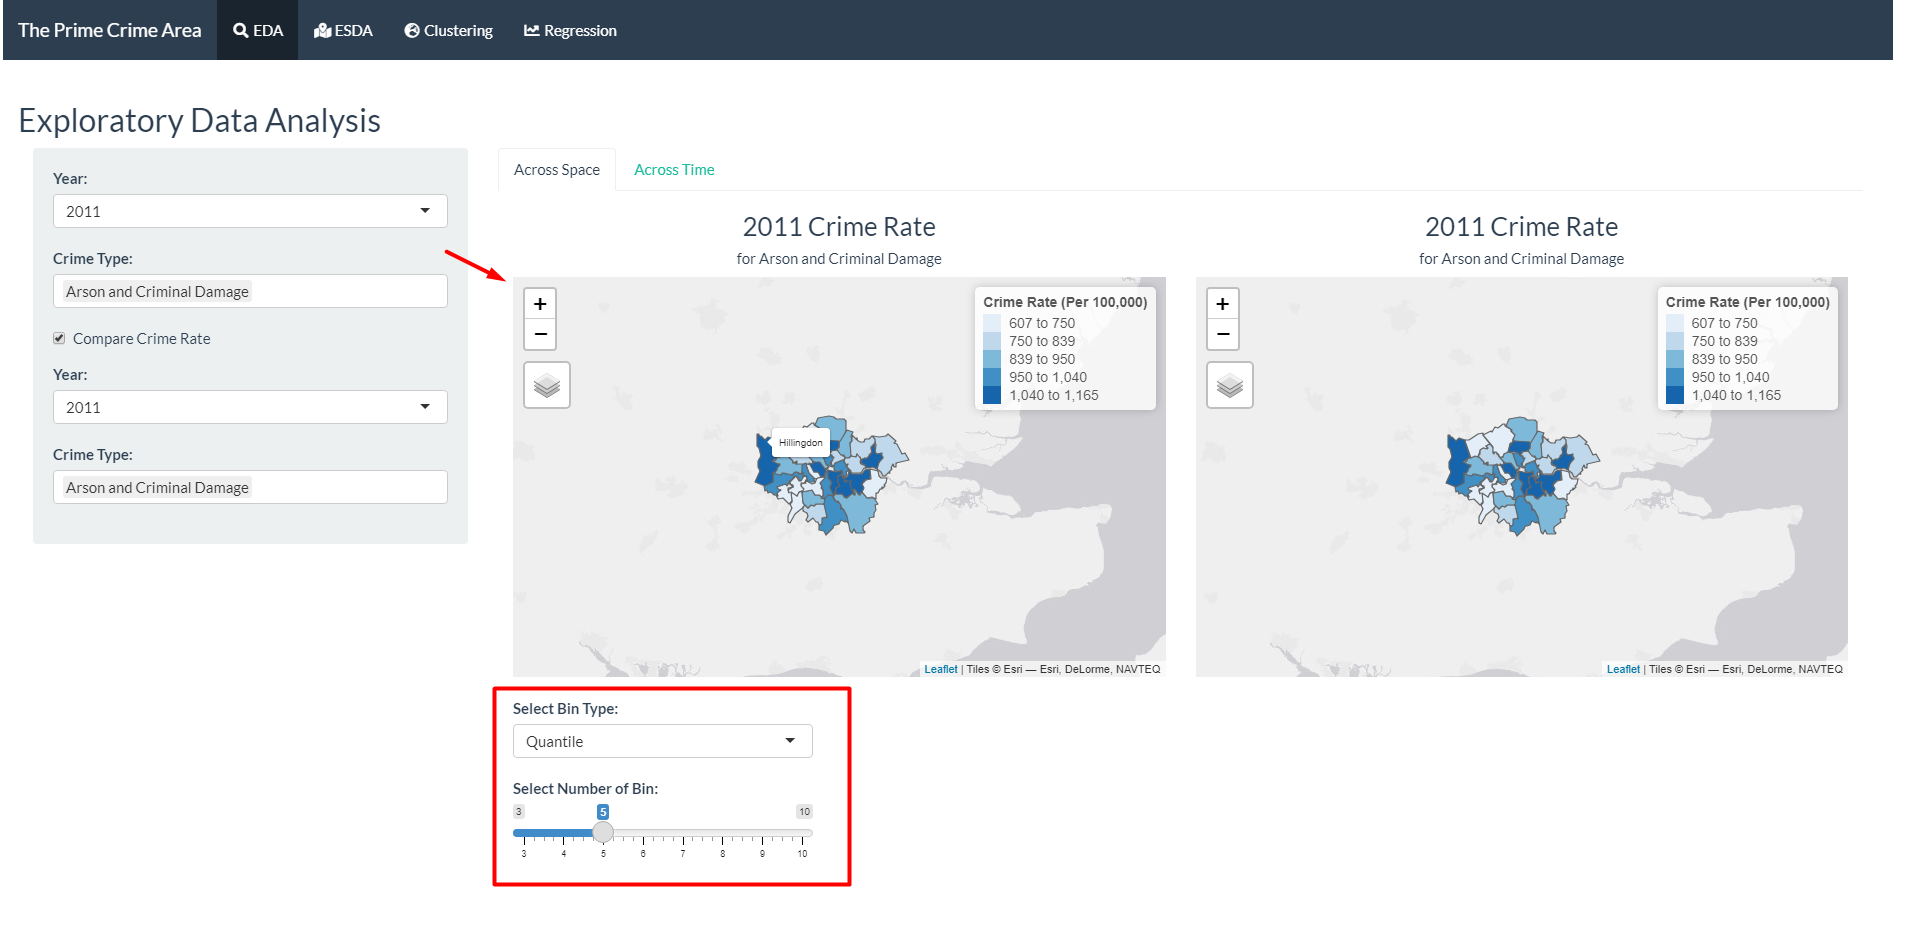 The Prime Crime Area EDA ESDA Clustering Regression
Exploratory Data Analysis
Year:
2011
Crime Type:
Arson and Criminal Damage
Compare Crime Rate
Year:
2011
Crime Type:
Arson and Criminal Damage
Across Space Across Time
2011 Crime Rate
for Arson and Criminal Damage
+
−
Crime Rate (Per 100,000)
607 to 750
750 to 839
839 to 950
950 to 1,040
1,040 to 1,165
Hillingdon
Leaflet | Tiles © Esri — Esri, DeLorme, NAVTEQ
2011 Crime Rate
for Arson and Criminal Damage
+
−
Crime Rate (Per 100,000)
607 to 750
750 to 839
839 to 950
950 to 1,040
1,040 to 1,165
Leaflet | Tiles © Esri — Esri, DeLorme, NAVTEQ
Select Bin Type:
Quantile
Select Number of Bin:
3 5 10
3 4 5 6 7 8 9 10